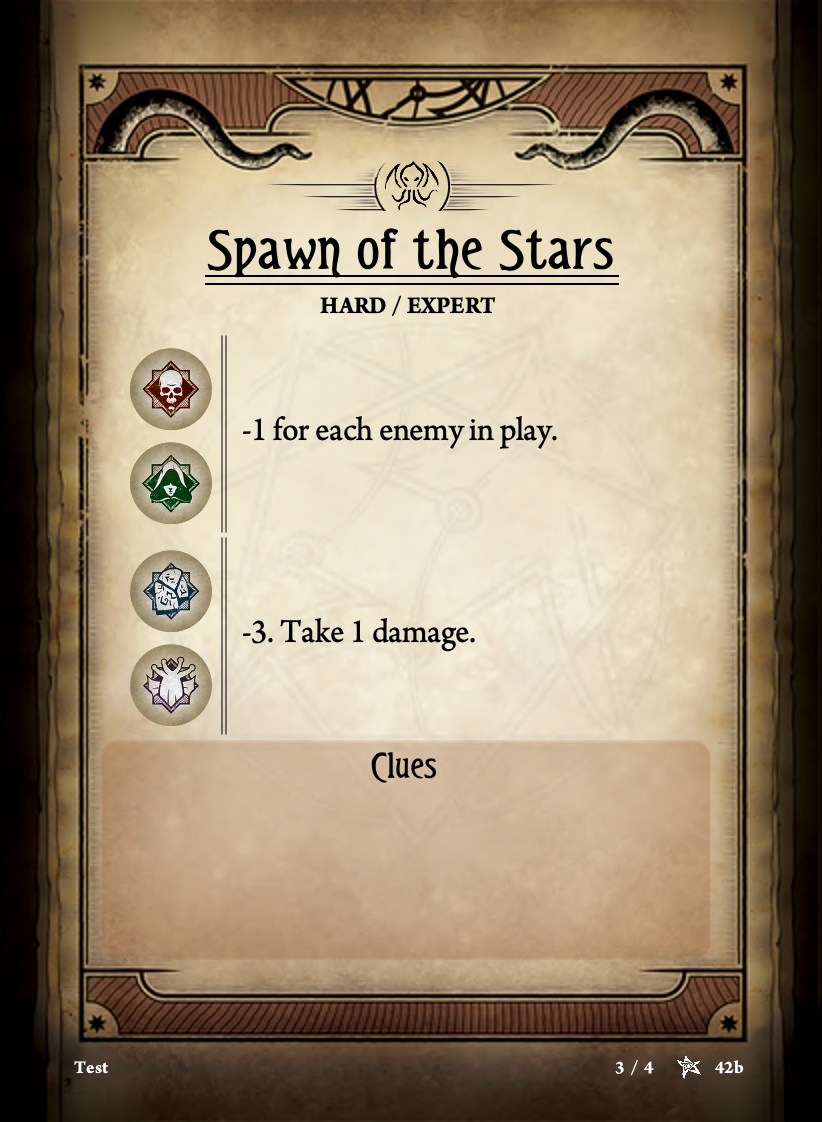 Spawn of the Stars
HARD / EXPERT
-1 for each enemy in play.
-3. Take 1 damage.
Clues
Test
3 / 4
42b